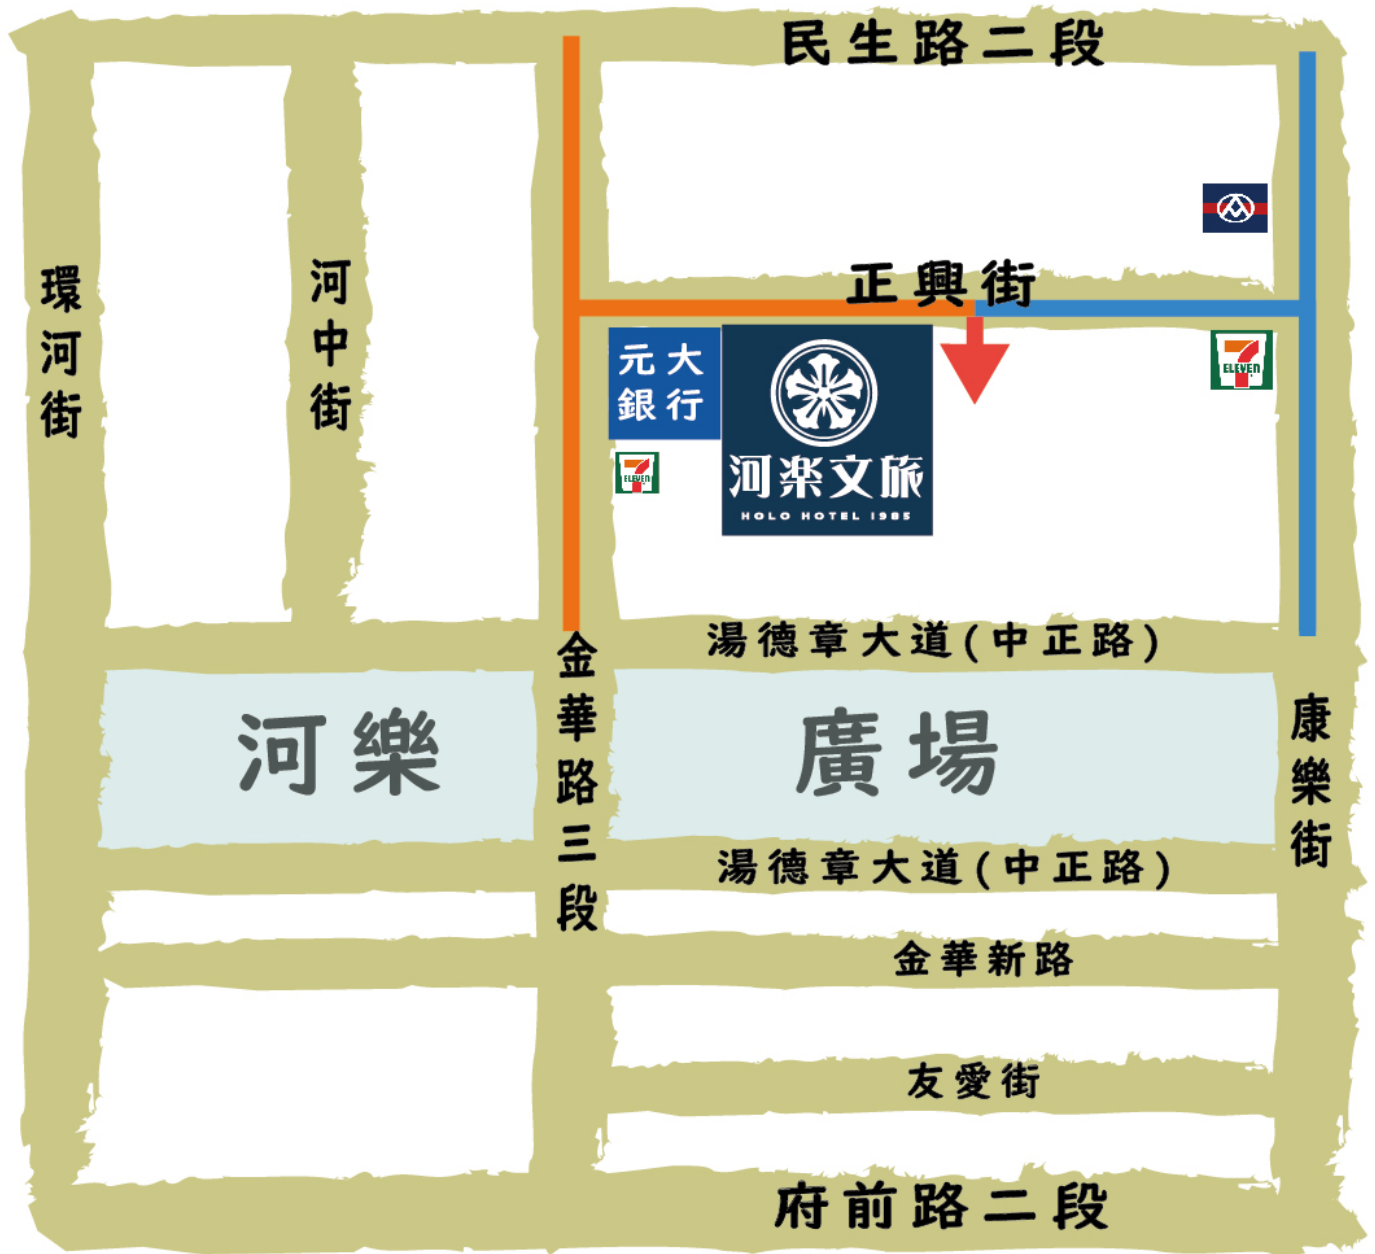 民生路二段
環河街
河中街
正興街
元大
銀行
ELEVEN
ELEVEN
河楽文旅
HOLO HOTEL 1985
湯德章大道(中正路)
金華路三段
河樂
廣場
康樂街
湯德章大道(中正路)
金華新路
友愛街
府前路二段